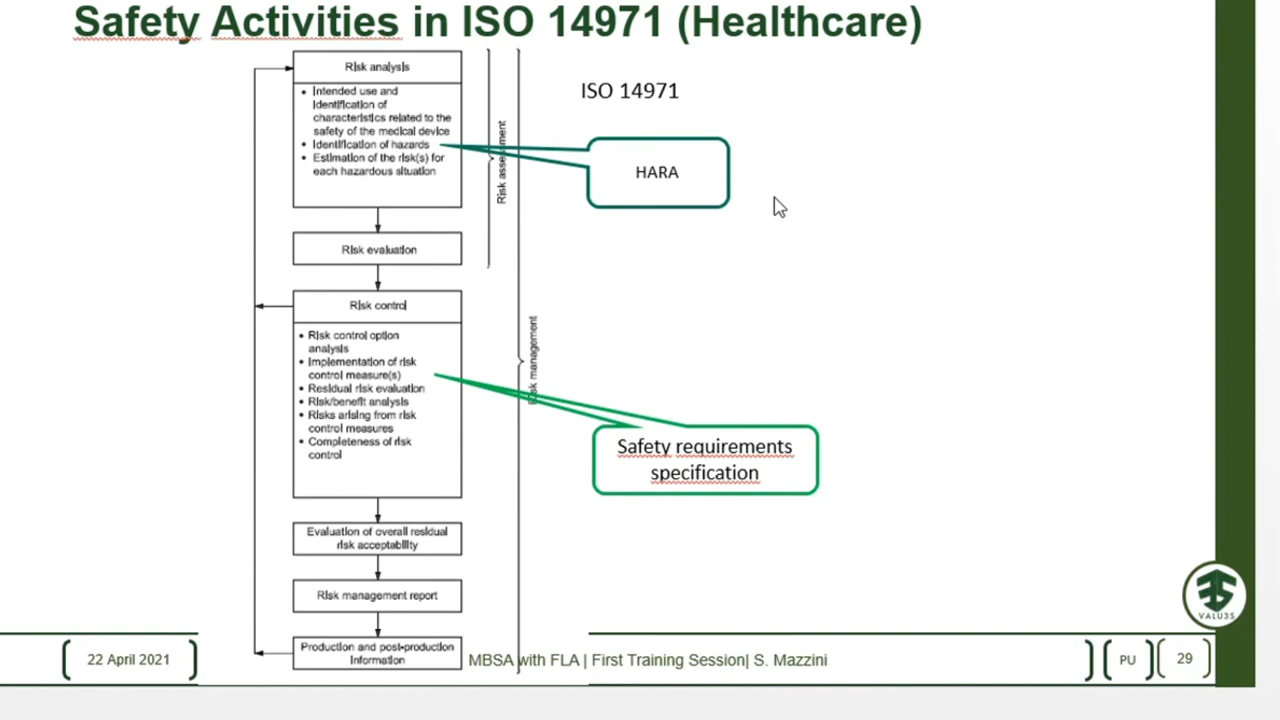 Safety Activities in ISO 14971 (Healthcare)
Risk analysis
• Intended use and
identification of
characteristics related to the
safety of the medical device
• Identification of hazards
• Estimation of the risk(s) for
each hazardous situation
Risk evaluation
Risk control
• Risk control option
analysis
• Implementation of risk
control measure(s)
• Residual risk evaluation
• Risk/benefit analysis
• Risks arising from risk
control measures
• Completeness of risk
control
Evaluation of overall residual
risk acceptability
Risk management report
Production and post-production
information
Risk assessment
Risk management
ISO 14971
HARA
Safety requirements
specification
VALU3S
22 April 2021
MBSA with FLA | First Training Session| S. Mazzini
PU
29